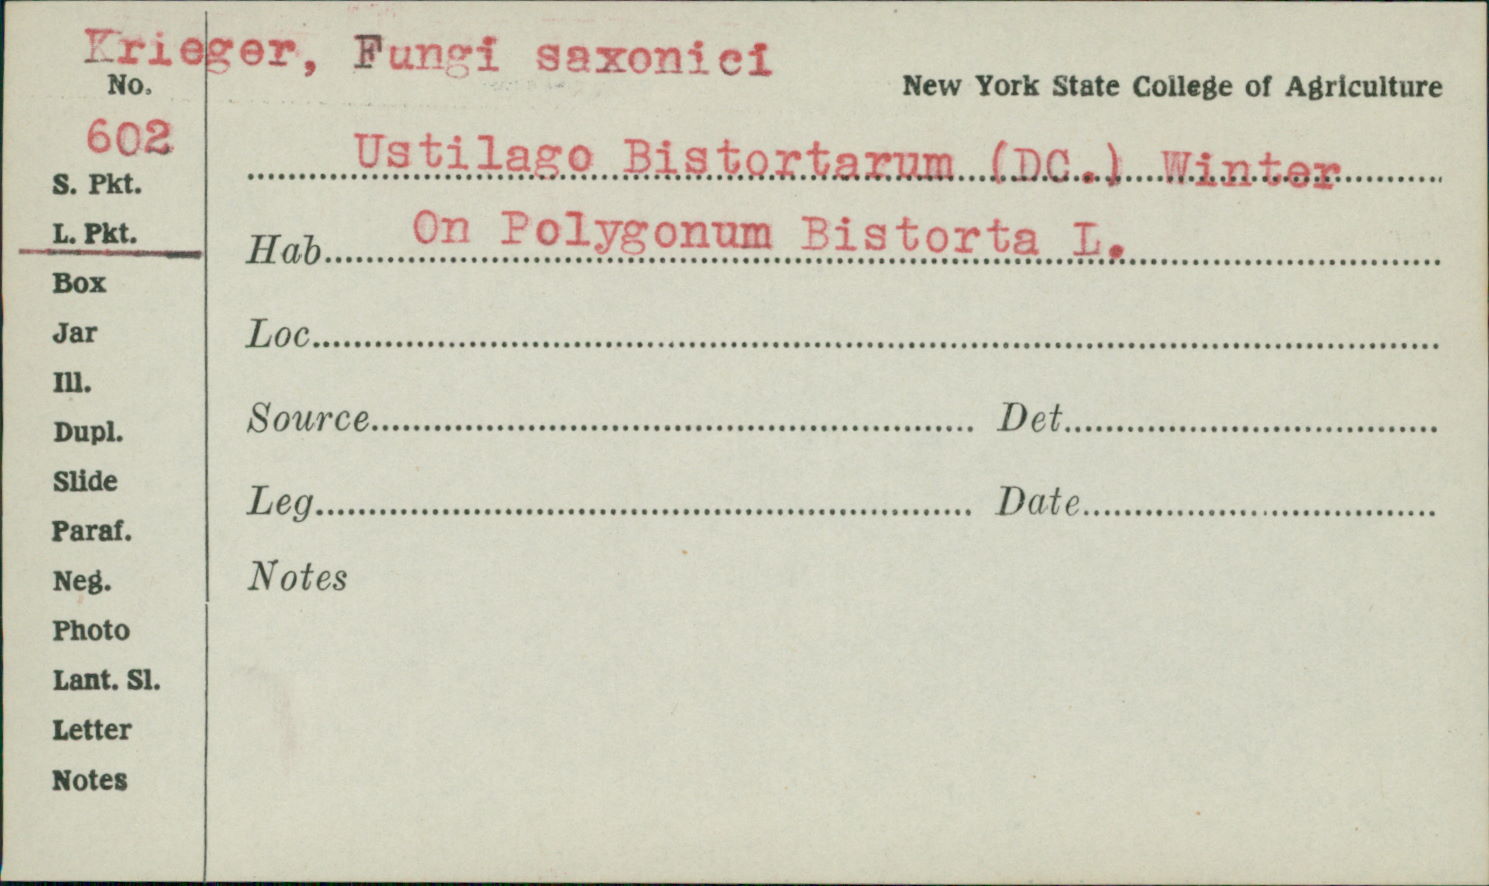 Krieger, Fungi saxonici
No.
New York State College of Agriculture
602
Ustilago Bistortarum (DC.) Winter
S. Pkt.
L. Pkt.
Hab. On Polygonum Bistorta L.
Box
Jar
Loc.
Ill.
Dupl.
Source Det.
Slide
Leg. Date
Paraf.
Neg.
Notes
Photo
Lant. Sl.
Letter
Notes